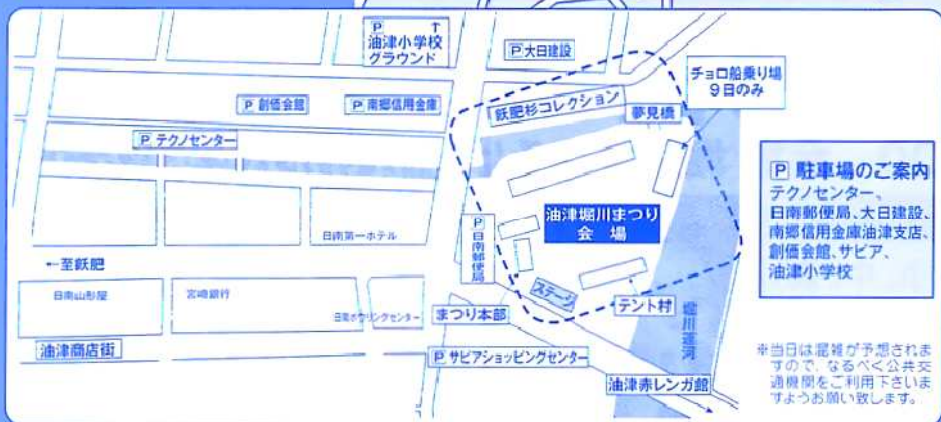 P ↑
油津小学校
グラウンド
P 大日建設
チョロ船乗り場
9日のみ
P 創価会館
P 南郷信用金庫
飫肥杉コレクション
夢見橋
P テクノセンター
P 駐車場のご案内
テクノセンター、
日南郵便局、大日建設、
南郷信用金庫油津支店、
創価会館、サピア、
油津小学校
日南第一ホテル
P 日南郵便局
油津堀川まつり
会場
←至飫肥
日南山形屋
宮崎銀行
日南ボウリングセンター
まつり本部
ステージ
テント村
堀川運河
油津商店街
P サピアショッピングセンター
油津赤レンガ館
※当日は混雑が予想されま
すので、なるべく公共交
通機関をご利用下さいま
すようお願い致します。